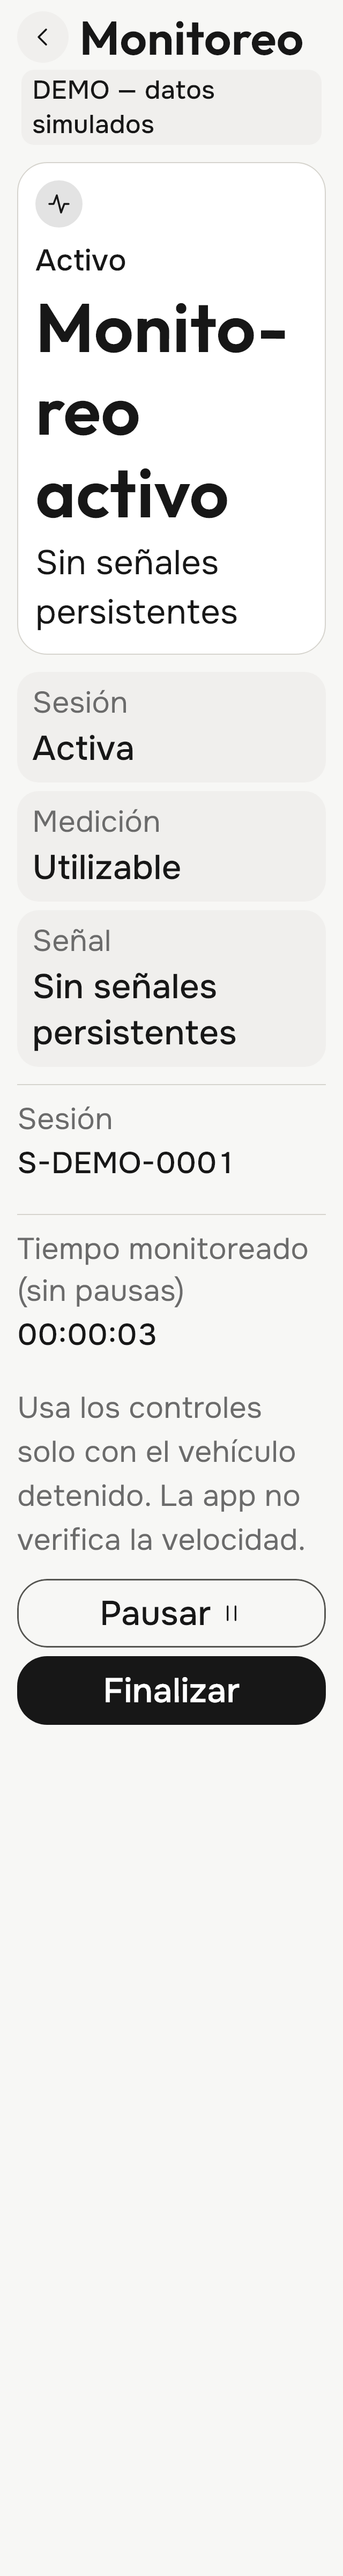 Monitoreo
DEMO — datos
simulados
Activo
Monito-
reo
activo
Sin señales
persistentes
Sesión
Activa
Medición
Utilizable
Señal
Sin señales
persistentes
Sesión
S-DEMO-0001
Tiempo monitoreado
(sin pausas)
00:00:03
Usa los controles
solo con el vehículo
detenido. La app no
verifica la velocidad.
Pausar
Finalizar